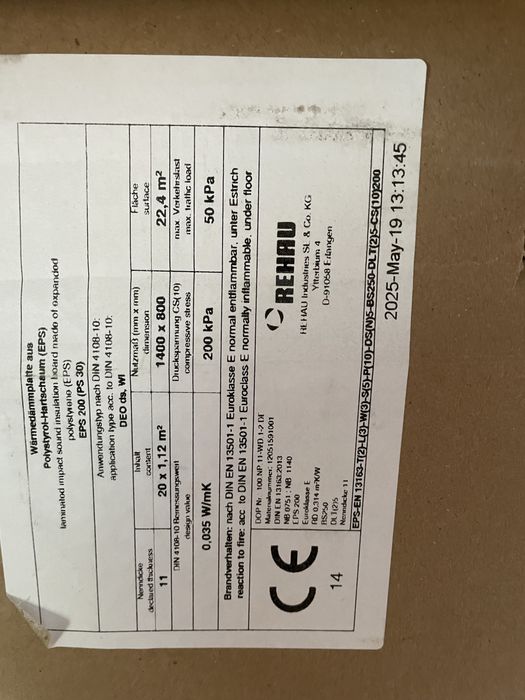 Wärmedämmplatte aus
Polystyrol-Hartschaum (EPS)
laminated impact sound insulation board made of expanded
polystyrene (EPS)
EPS 200 (PS 30)
Anwendungstyp nach DIN 4108-10:
application type acc. to DIN 4108-10:
DEO ds, WI
Nenndicke
declared thickness
11
Inhalt
content
20 x 1,12 m²
Nutzmaß (mm x mm)
dimension
1400 x 800
Fläche
surface
22,4 m²
DIN 4108-10 Bemessungswert
design value
0,035 W/mK
Druckspannung CS(10)
compressive stress
200 kPa
max. Verkehrslast
max. traffic load
50 kPa
Brandverhalten: nach DIN EN 13501-1 Euroklasse E normal entflammbar, unter Estrich
reaction to fire: acc. to DIN EN 13501-1 Euroclass E normally inflammable, under floor
CE
14
DOP Nr. 100 NP 11-WD 1-2 DI
Materialnummer: 12051591001
DIN EN 13163:2013
NB 0751 ; NB 1140
EPS 200
Euroklasse E
RD 0,314 m²K/W
BS250
DLT(2)5
Nenndicke 11
REHAU
REHAU Industries SE & Co. KG
Ytterbium 4
D-91058 Erlangen
EPS-EN 13163-T(2)-L(3)-W(3)-S(5)-P(10)-DS(N)5-BS250-DLT(2)5-CS(10)200
2025-May-19 13:13:45